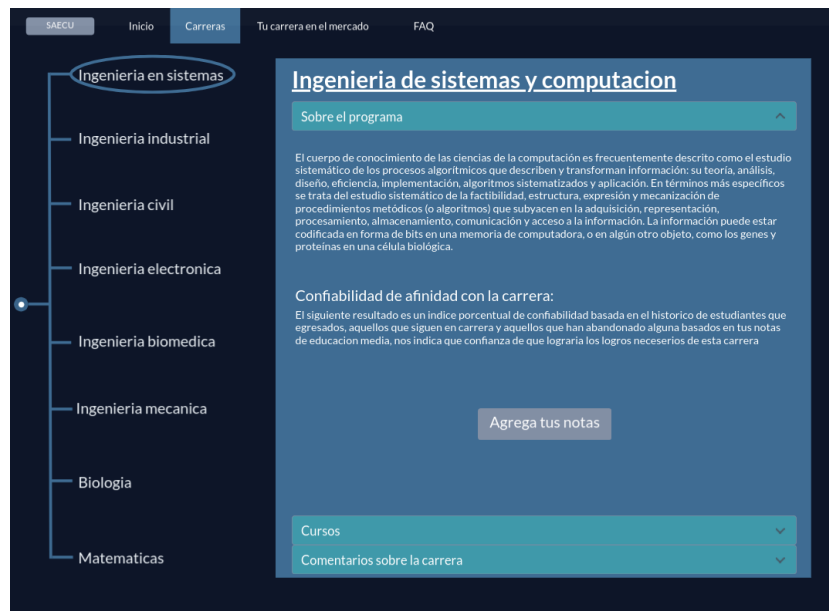 SAECU
Inicio
Carreras
Tu carrera en el mercado
FAQ
Ingenieria en sistemas
Ingenieria industrial
Ingenieria civil
Ingenieria electronica
Ingenieria biomedica
Ingenieria mecanica
Biologia
Matematicas
Ingenieria de sistemas y computacion
Sobre el programa
El cuerpo de conocimiento de las ciencias de la computación es frecuentemente descrito como el estudio
sistemático de los procesos algorítmicos que describen y transforman información: su teoría, análisis,
diseño, eficiencia, implementación, algoritmos sistematizados y aplicación. En términos más específicos
se trata del estudio sistemático de la factibilidad, estructura, expresión y mecanización de
procedimientos metódicos (o algoritmos) que subyacen en la adquisición, representación,
procesamiento, almacenamiento, comunicación y acceso a la información. La información puede estar
codificada en forma de bits en una memoria de computadora, o en algún otro objeto, como los genes y
proteínas en una célula biológica.
Confiabilidad de afinidad con la carrera:
El siguiente resultado es un indice porcentual de confiabilidad basada en el historico de estudiantes que
egresados, aquellos que siguen en carrera y aquellos que han abandonado alguna basados en tus notas
de educacion media, nos indica que confianza de que lograria los logros neceserios de esta carrera
Agrega tus notas
Cursos
Comentarios sobre la carrera